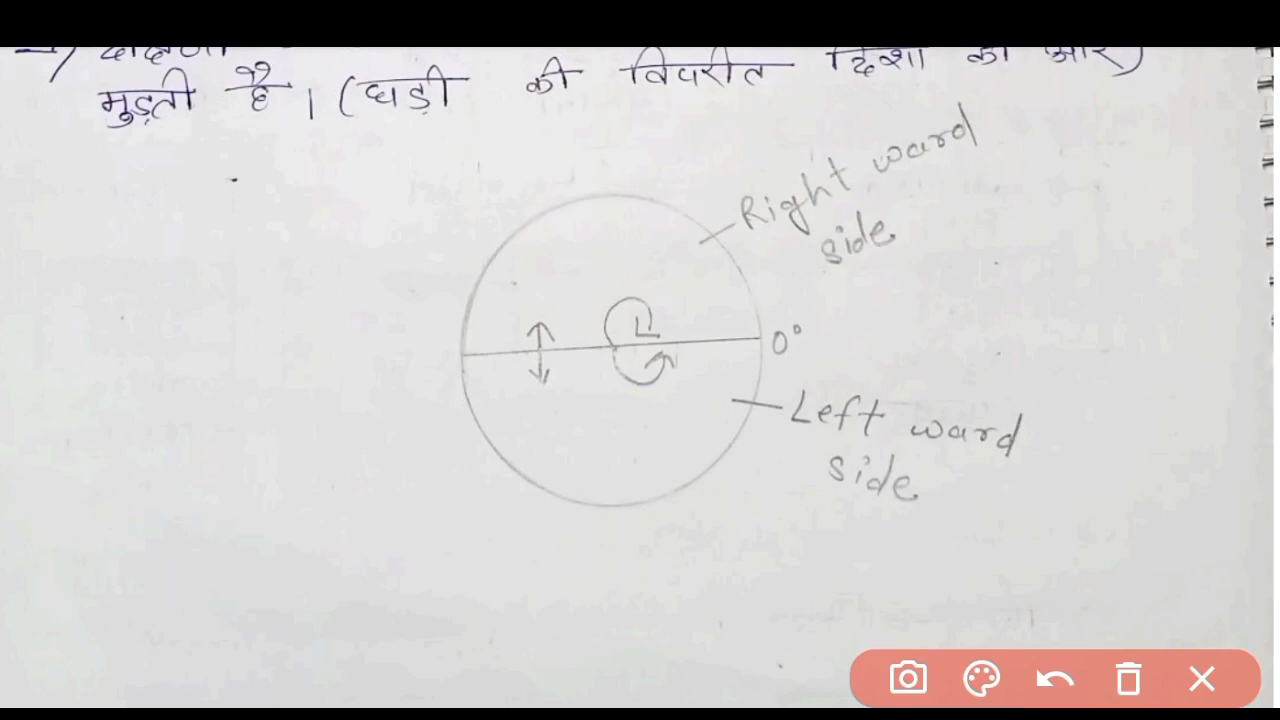 मुड़ती है । (घड़ी की विपरीत दिशा की ओर)
Right ward
side
0°
Left ward
side